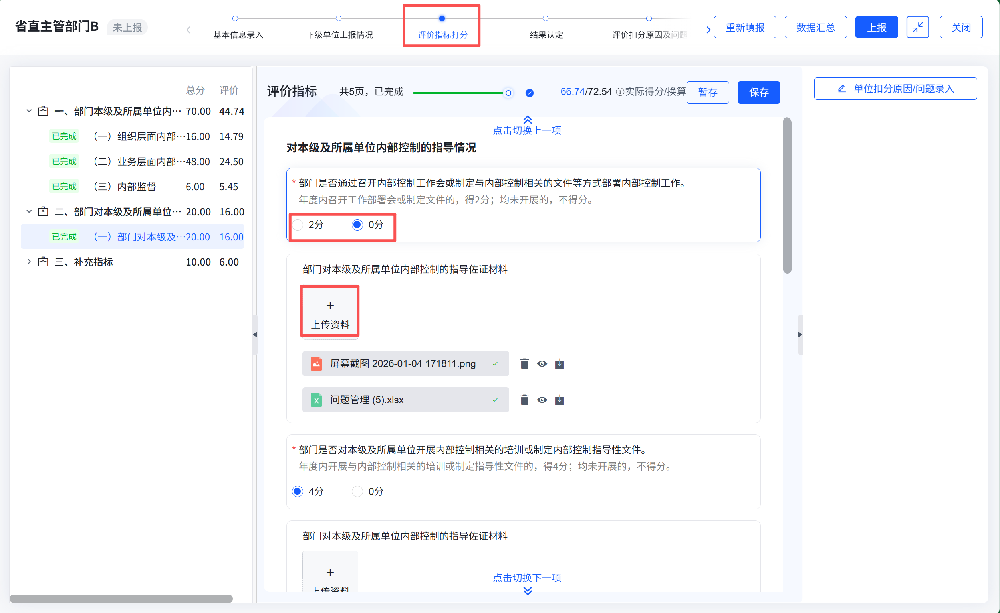 省直主管部门B 未上报
基本信息录入 下级单位上报情况 评价指标打分 结果认定 评价扣分原因及问题
重新填报 数据汇总 上报 关闭
总分 评价
一、部门本级及所属单位内… 70.00 44.74
已完成 （一）组织层面内部…16.00 14.79
已完成 （二）业务层面内部…48.00 24.50
已完成 （三）内部监督 6.00 5.45
二、部门对本级及所属单位… 20.00 16.00
已完成 （一）部门对本级及…20.00 16.00
三、补充指标 10.00 6.00
评价指标 共5页，已完成 66.74/72.54 实际得分/换算 暂存 保存
点击切换上一项
对本级及所属单位内部控制的指导情况
* 部门是否通过召开内部控制工作会或制定与内部控制相关的文件等方式部署内部控制工作。
年度内召开工作部署会或制定文件的，得2分；均未开展的，不得分。
2分 0分
部门对本级及所属单位内部控制的指导佐证材料
+
上传资料
屏幕截图 2026-01-04 171811.png
问题管理 (5).xlsx
* 部门是否对本级及所属单位开展内部控制相关的培训或制定内部控制指导性文件。
年度内开展与内部控制相关的培训或制定指导性文件的，得4分；均未开展的，不得分。
4分 0分
部门对本级及所属单位内部控制的指导佐证材料
+
上传资料
点击切换下一项
单位扣分原因/问题录入